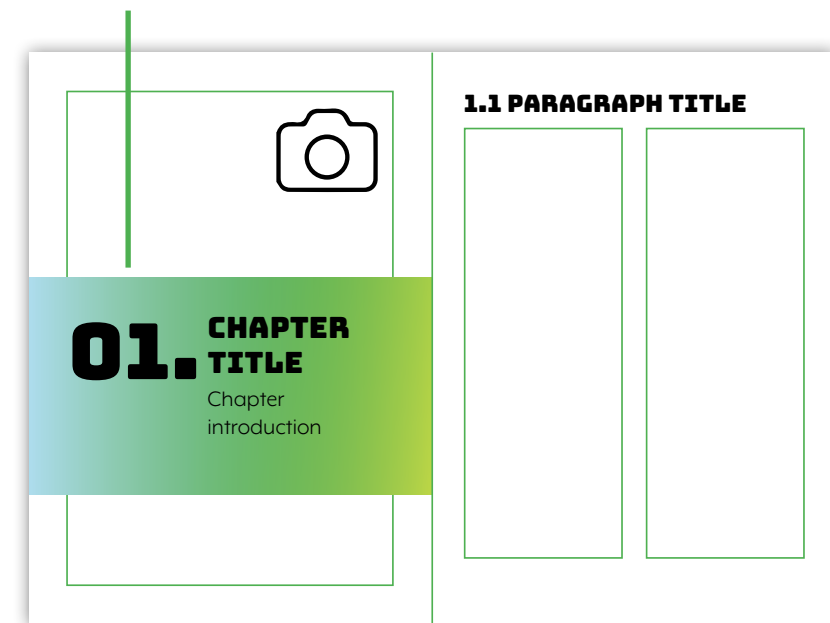 01.
CHAPTER
TITLE
Chapter
introduction
1.1 PARAGRAPH TITLE